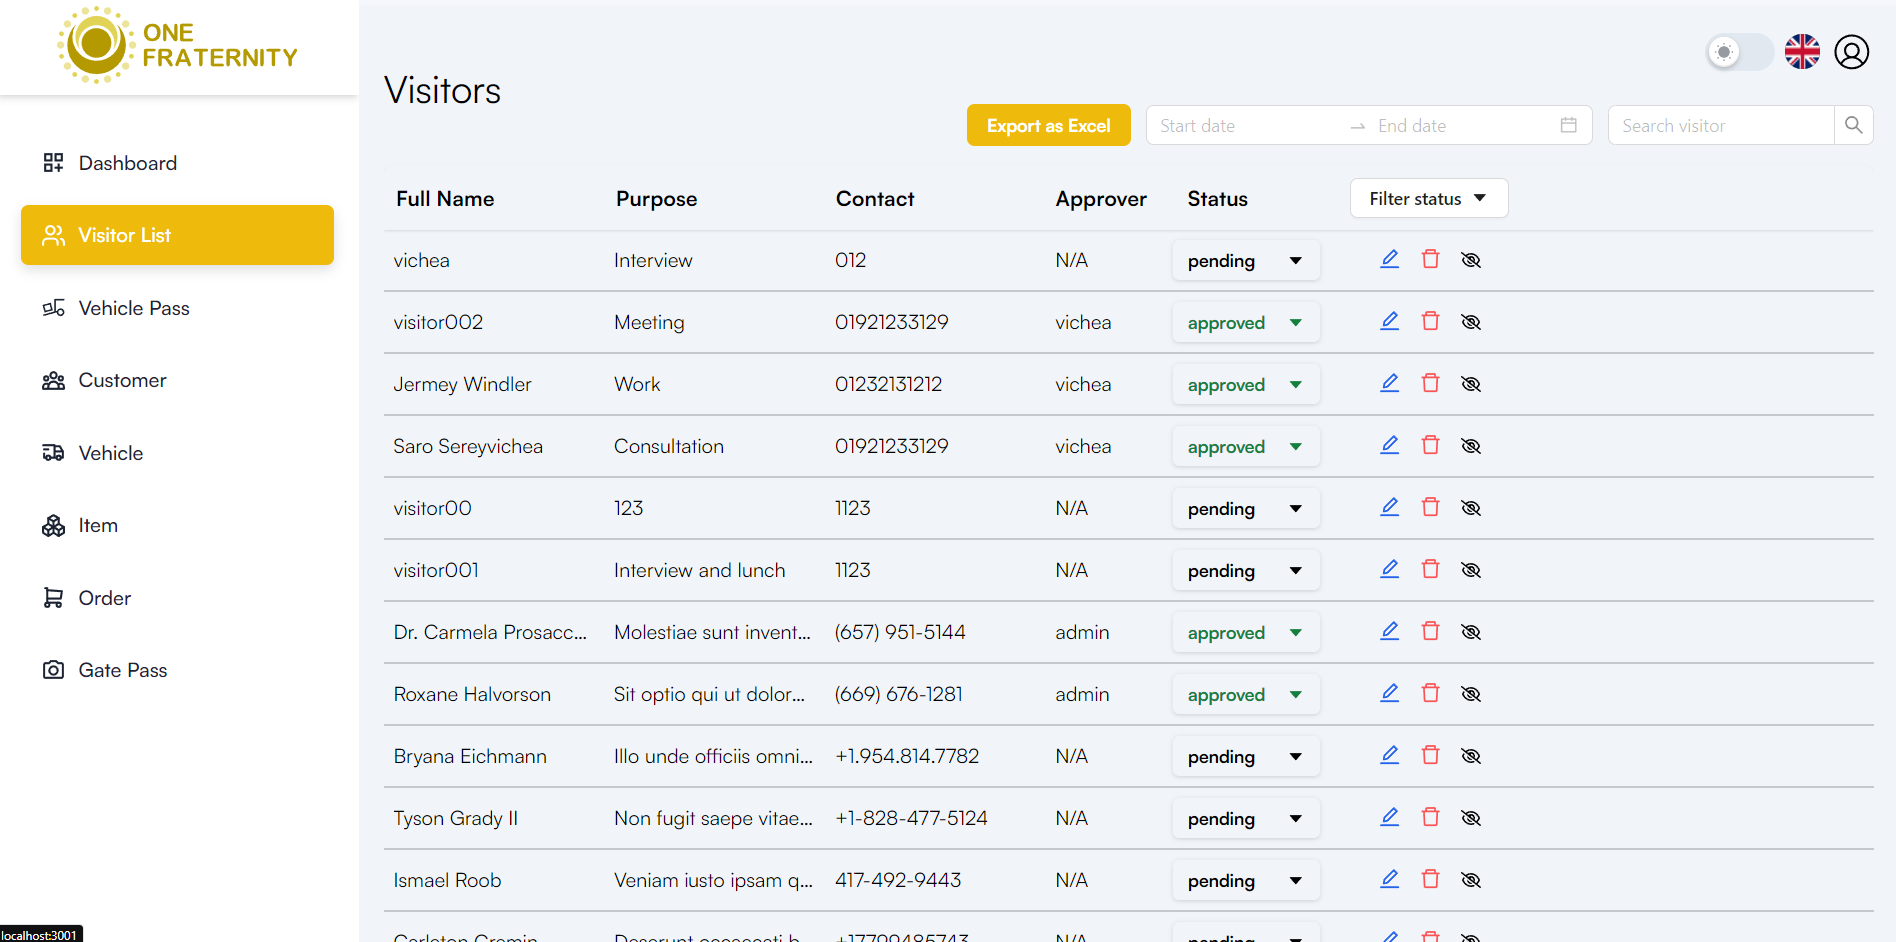 ONE
FRATERNITY
Dashboard
Visitor List
Vehicle Pass
Customer
Vehicle
Item
Order
Gate Pass
localhost:3001
Visitors
Export as Excel Start date End date Search visitor
Full Name Purpose Contact Approver Status Filter status
vichea Interview 012 N/A pending
visitor002 Meeting 01921233129 vichea approved
Jermey Windler Work 01232131212 vichea approved
Saro Sereyvichea Consultation 01921233129 vichea approved
visitor00 123 1123 N/A pending
visitor001 Interview and lunch 1123 N/A pending
Dr. Carmela Prosacc... Molestiae sunt invent... (657) 951-5144 admin approved
Roxane Halvorson Sit optio qui ut dolor... (669) 676-1281 admin approved
Bryana Eichmann Illo unde officiis omni... +1.954.814.7782 N/A pending
Tyson Grady II Non fugit saepe vitae... +1-828-477-5124 N/A pending
Ismael Roob Veniam iusto ipsam q... 417-492-9443 N/A pending
Carleton Cremin +17799485743 N/A pending